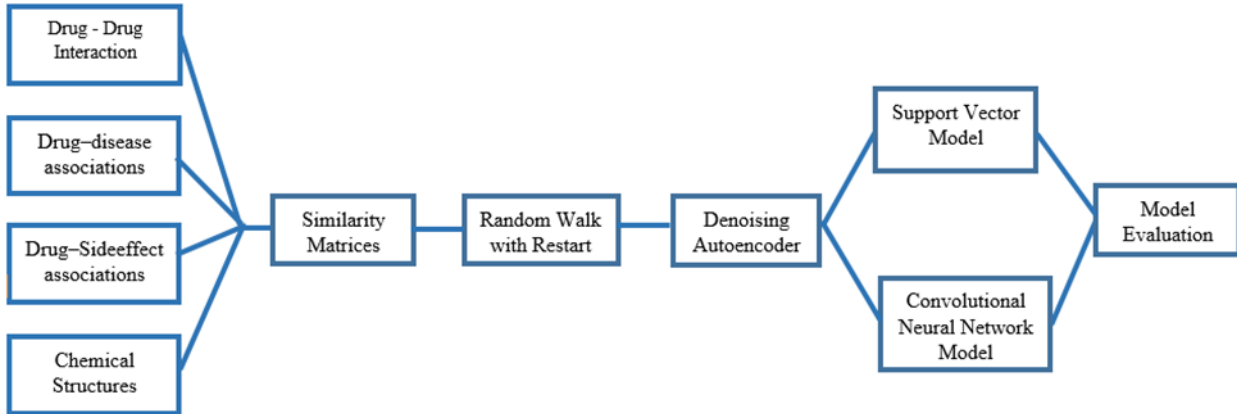 Drug - Drug
Interaction
Drug–disease
associations
Drug–Sideeffect
associations
Chemical
Structures
Similarity
Matrices
Random Walk
with Restart
Denoising
Autoencoder
Support Vector
Model
Convolutional
Neural Network
Model
Model
Evaluation